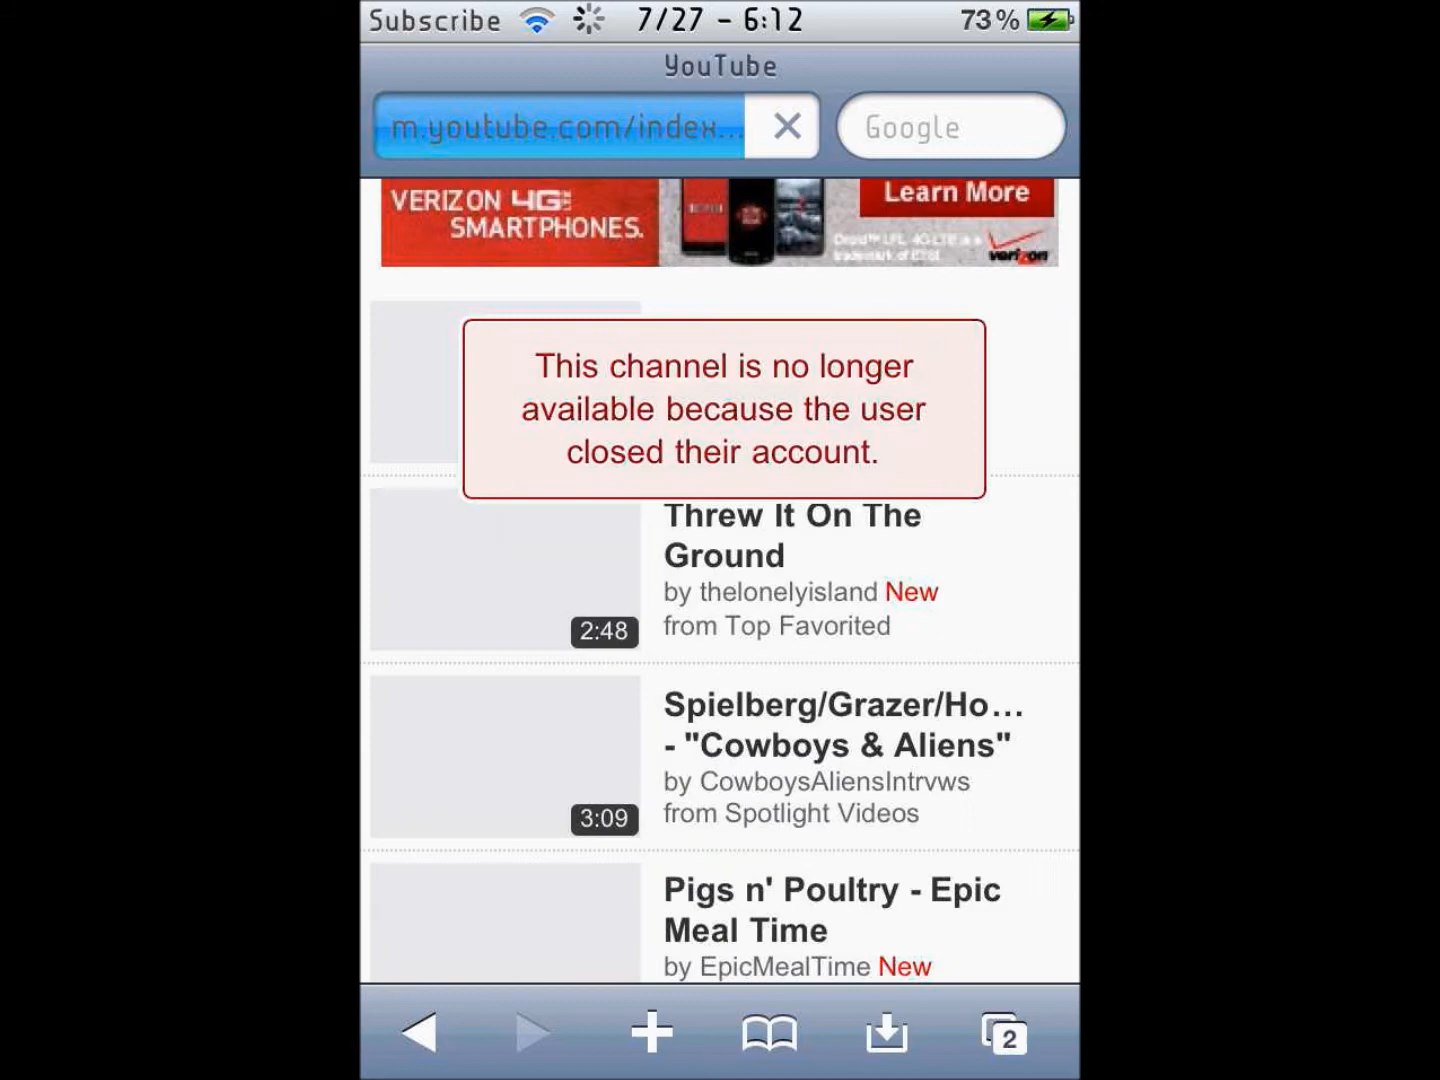 Subscribe 7/27 - 6:12 73%
YouTube
m.youtube.com/index...
Google
VERIZON 4G LTE
SMARTPHONES.
Learn More
verizon
This channel is no longer
available because the user
closed their account.
Threw It On The
Ground
by thelonelyisland New
from Top Favorited
2:48
Spielberg/Grazer/Ho...
- "Cowboys & Aliens"
by CowboysAliensIntrvws
from Spotlight Videos
3:09
Pigs n' Poultry - Epic
Meal Time
by EpicMealTime New
2